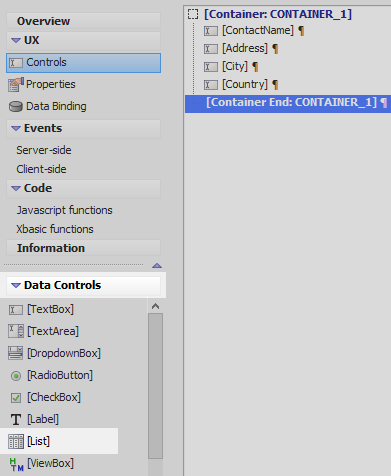 Overview
UX
Controls
Properties
Data Binding
Events
Server-side
Client-side
Code
Javascript functions
Xbasic functions
Information
Data Controls
[TextBox]
[TextArea]
[DropdownBox]
[RadioButton]
[CheckBox]
T [Label]
[List]
HTM [ViewBox]
[Container: CONTAINER_1]
[ContactName] ¶
[Address] ¶
[City] ¶
[Country] ¶
[Container End: CONTAINER_1] ¶